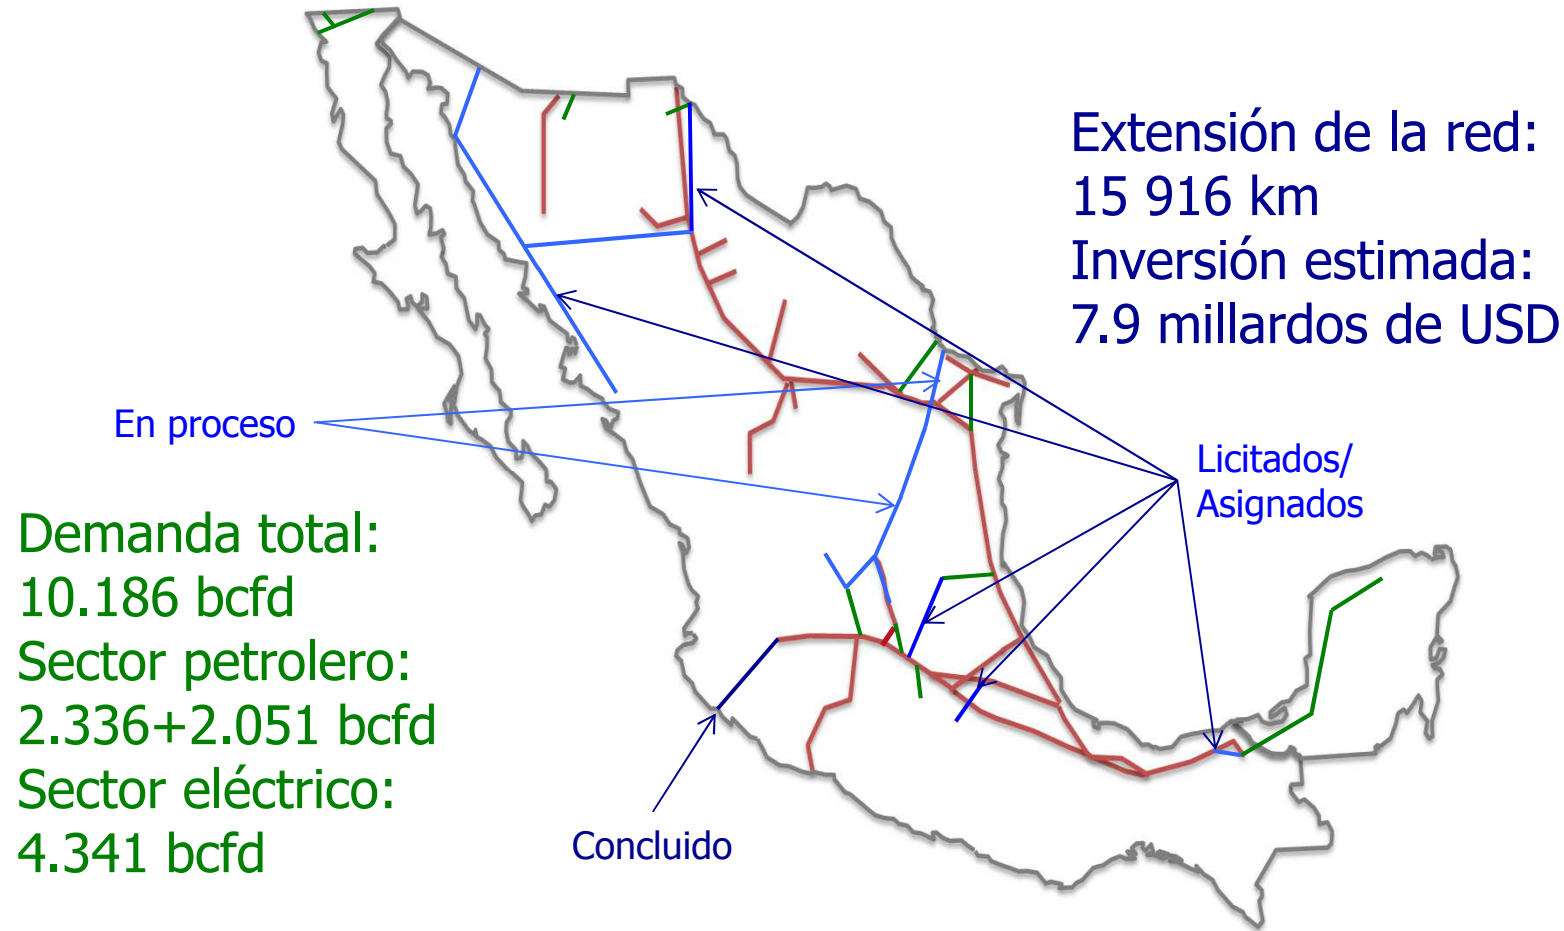 Extensión de la red:
15 916 km
Inversión estimada:
7.9 millardos de USD
En proceso
Licitados/
Asignados
Demanda total:
10.186 bcfd
Sector petrolero:
2.336+2.051 bcfd
Sector eléctrico:
4.341 bcfd
Concluido